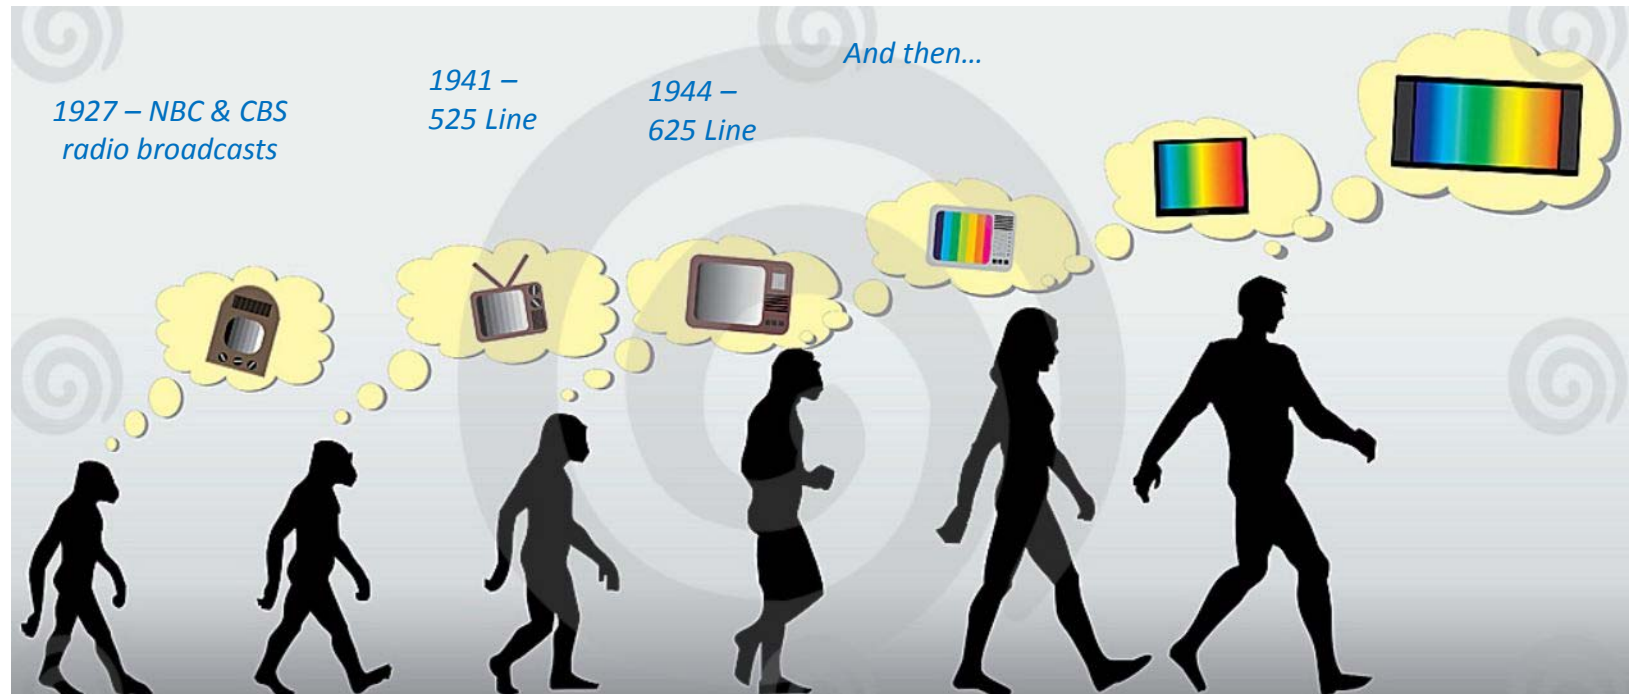 1927 – NBC & CBS
radio broadcasts
1941 –
525 Line
1944 –
625 Line
And then…